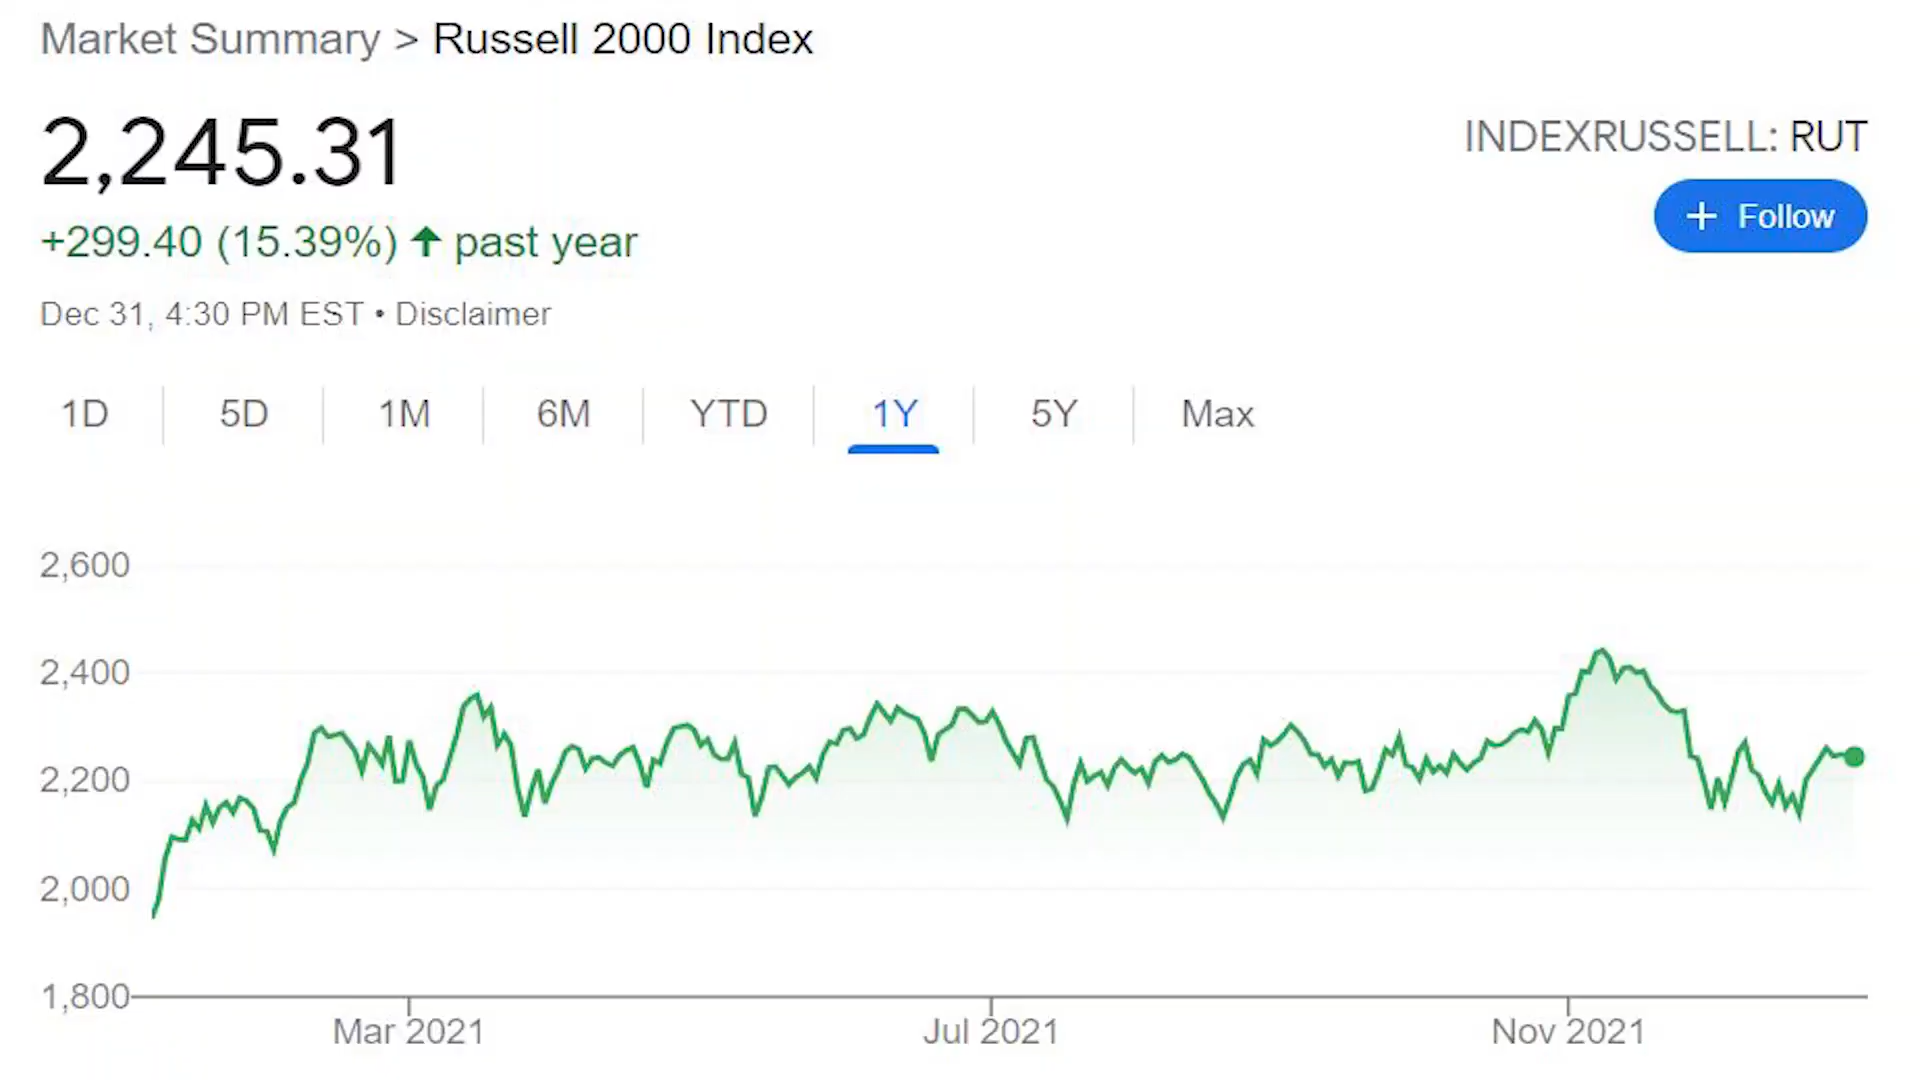 Market Summary > Russell 2000 Index
2,245.31
INDEXRUSSELL: RUT
+ Follow
+299.40 (15.39%) ↑ past year
Dec 31, 4:30 PM EST • Disclaimer
1D 5D 1M 6M YTD 1Y 5Y Max
2,600
2,400
2,200
2,000
1,800
Mar 2021 Jul 2021 Nov 2021